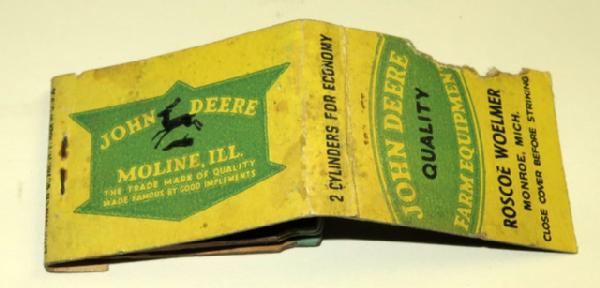 JOHN DEERE
MOLINE, ILL.
THE TRADE MARK OF QUALITY
MADE FAMOUS BY GOOD IMPLEMENTS
2 CYLINDERS FOR ECONOMY
JOHN DEERE
QUALITY
FARM EQUIPMENT
ROSCOE WOELMER
MONROE, MICH.
CLOSE COVER BEFORE STRIKING